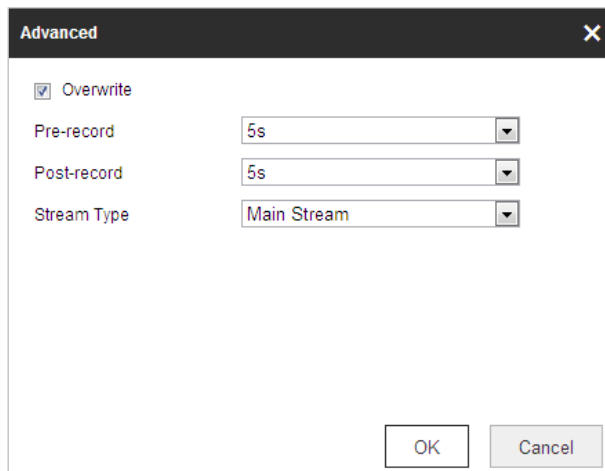 Advanced
Overwrite
Pre-record 5s
Post-record 5s
Stream Type Main Stream
OK Cancel